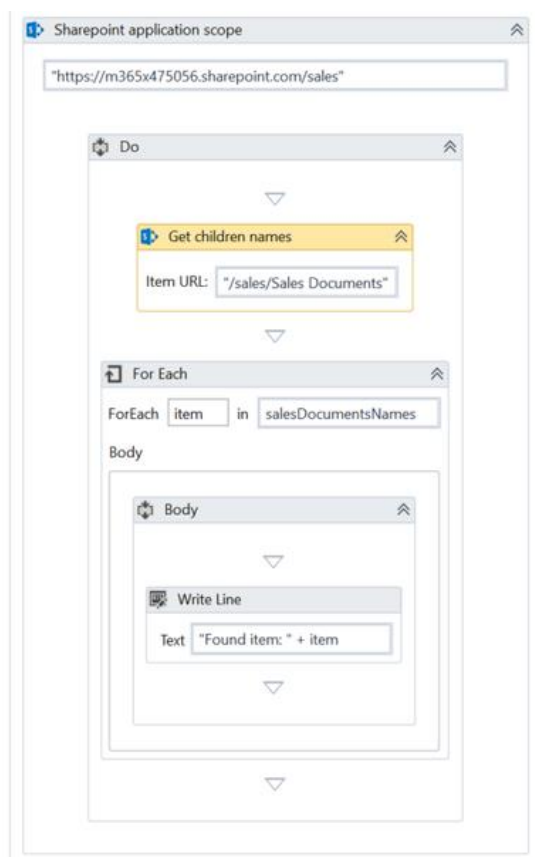 Sharepoint application scope
"https://m365x475056.sharepoint.com/sales"
Do
Get children names
Item URL: "/sales/Sales Documents"
For Each
ForEach item in salesDocumentsNames
Body
Body
Write Line
Text "Found item: " + item